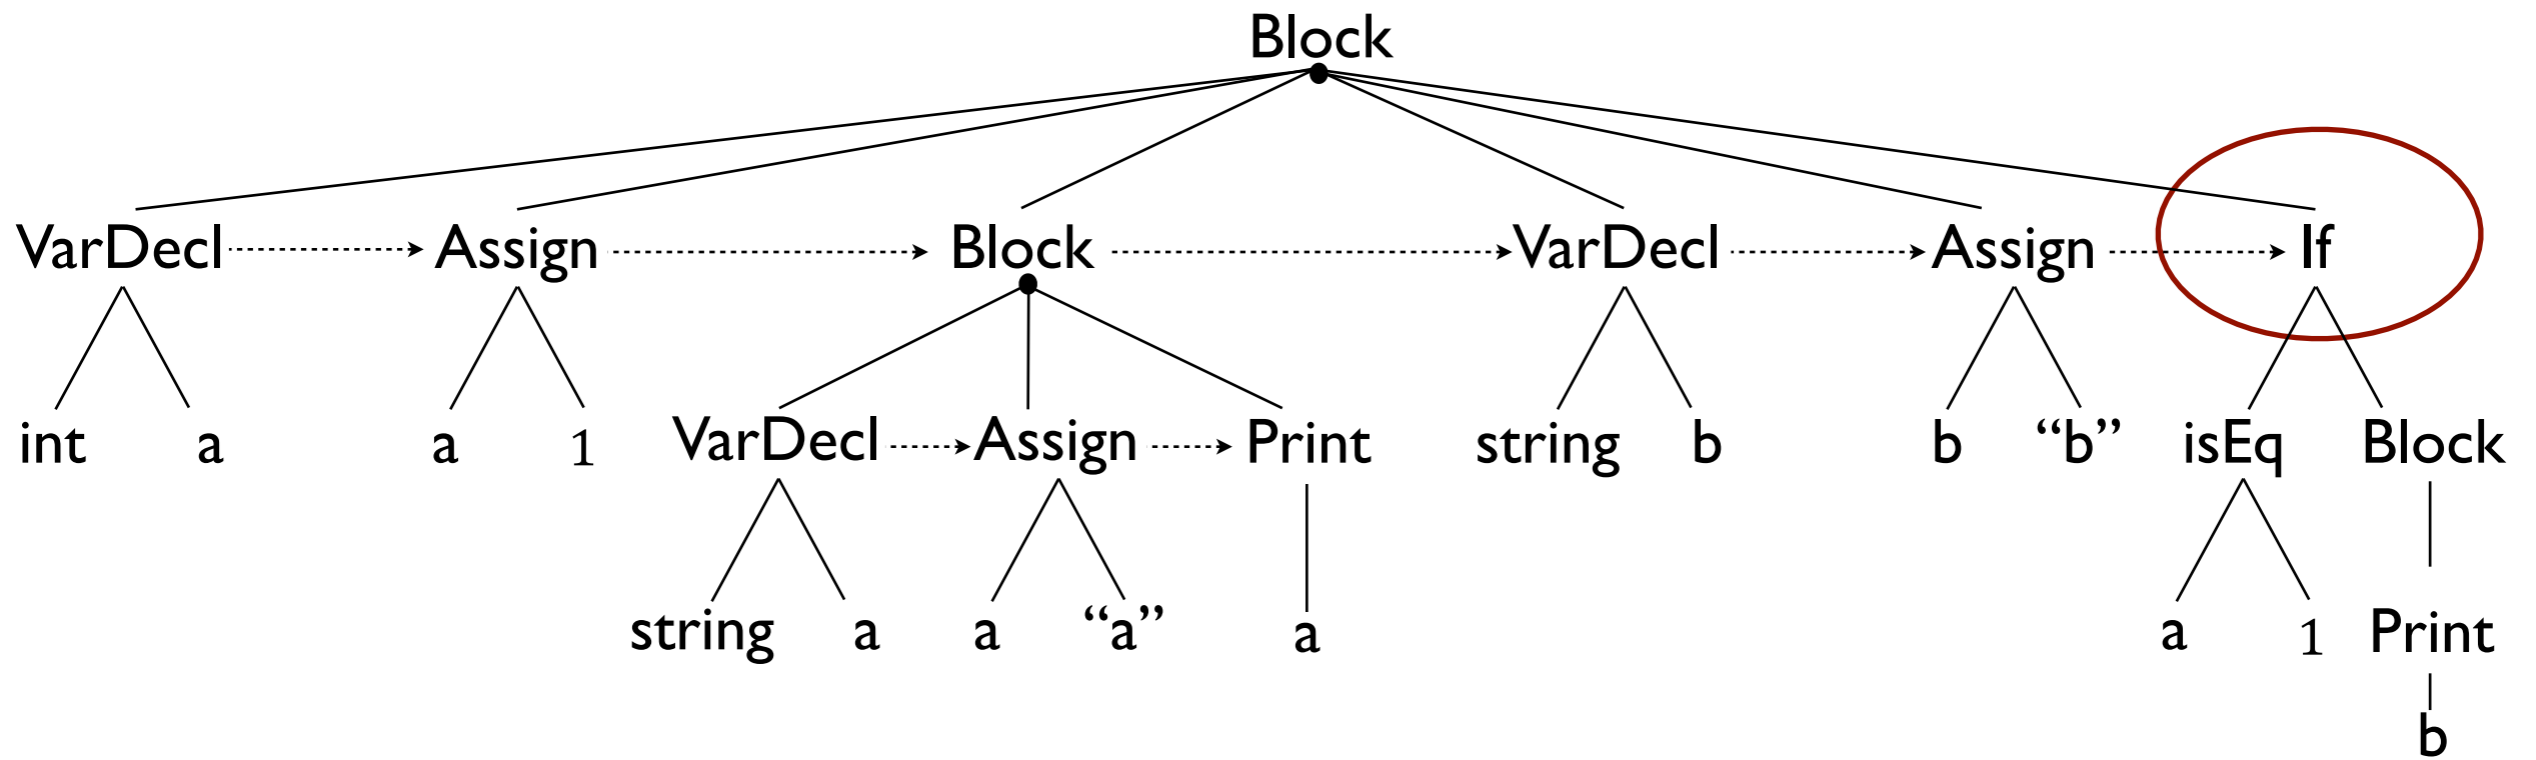 Block
VarDecl Assign Block VarDecl Assign If
int a a 1 VarDecl Assign Print string b b “b” isEq Block
string a a “a” a a 1 Print
b